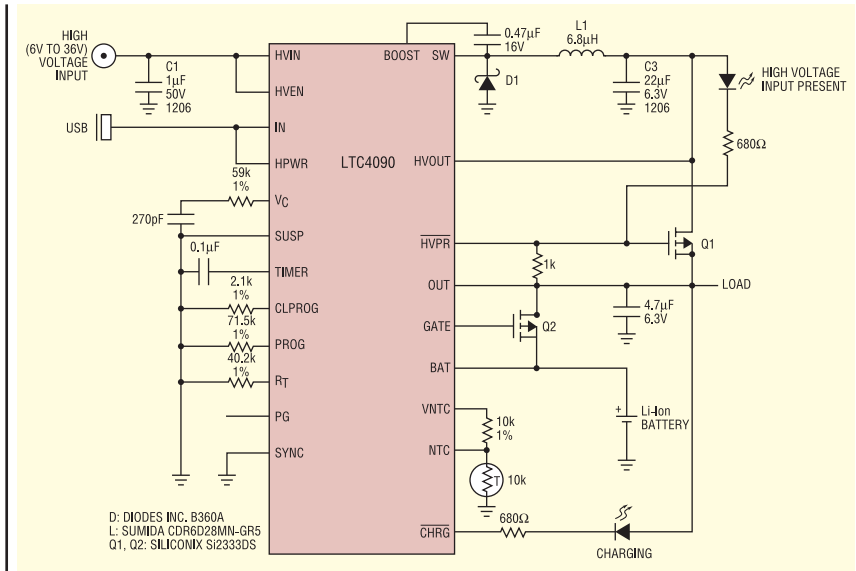 HIGH
(6V TO 36V)
VOLTAGE
INPUT
C1
1µF
50V
1206
USB
59k
1%
270pF
0.1µF
2.1k
1%
71.5k
1%
40.2k
1%
HVIN
HVEN
IN
HPWR
VC
SUSP
TIMER
CLPROG
PROG
RT
PG
SYNC
LTC4090
BOOST
SW
HVOUT
HVPR
OUT
GATE
BAT
VNTC
NTC
CHRG
0.47µF
16V
D1
L1
6.8µH
C3
22µF
6.3V
1206
HIGH VOLTAGE
INPUT PRESENT
680Ω
Q1
1k
LOAD
4.7µF
6.3V
Q2
+
Li-Ion
BATTERY
10k
1%
T
10k
680Ω
CHARGING
D: DIODES INC. B360A
L: SUMIDA CDR6D28MN-GR5
Q1, Q2: SILICONIX Si2333DS